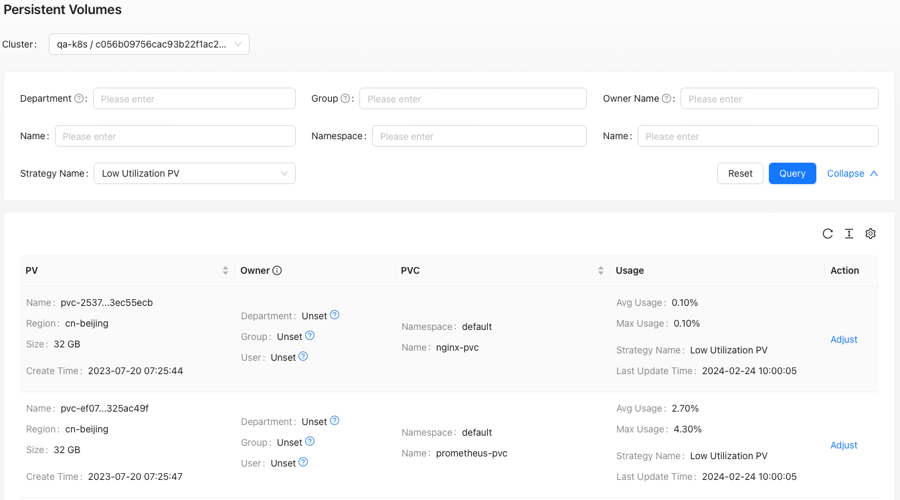 Persistent Volumes
Cluster: qa-k8s / c056b09756cac93b22f1ac2...
Department: Please enter Group: Please enter Owner Name: Please enter
Name: Please enter Namespace: Please enter Name: Please enter
Strategy Name: Low Utilization PV Reset Query Collapse
PV Owner PVC Usage Action
Name: pvc-2537...3ec55ecb
Region: cn-beijing
Size: 32 GB
Create Time: 2023-07-20 07:25:44
Department: Unset
Group: Unset
User: Unset
Namespace: default
Name: nginx-pvc
Avg Usage: 0.10%
Max Usage: 0.10%
Strategy Name: Low Utilization PV
Last Update Time: 2024-02-24 10:00:05
Adjust
Name: pvc-ef07...325ac49f
Region: cn-beijing
Size: 32 GB
Create Time: 2023-07-20 07:25:47
Department: Unset
Group: Unset
User: Unset
Namespace: default
Name: prometheus-pvc
Avg Usage: 2.70%
Max Usage: 4.30%
Strategy Name: Low Utilization PV
Last Update Time: 2024-02-24 10:00:05
Adjust